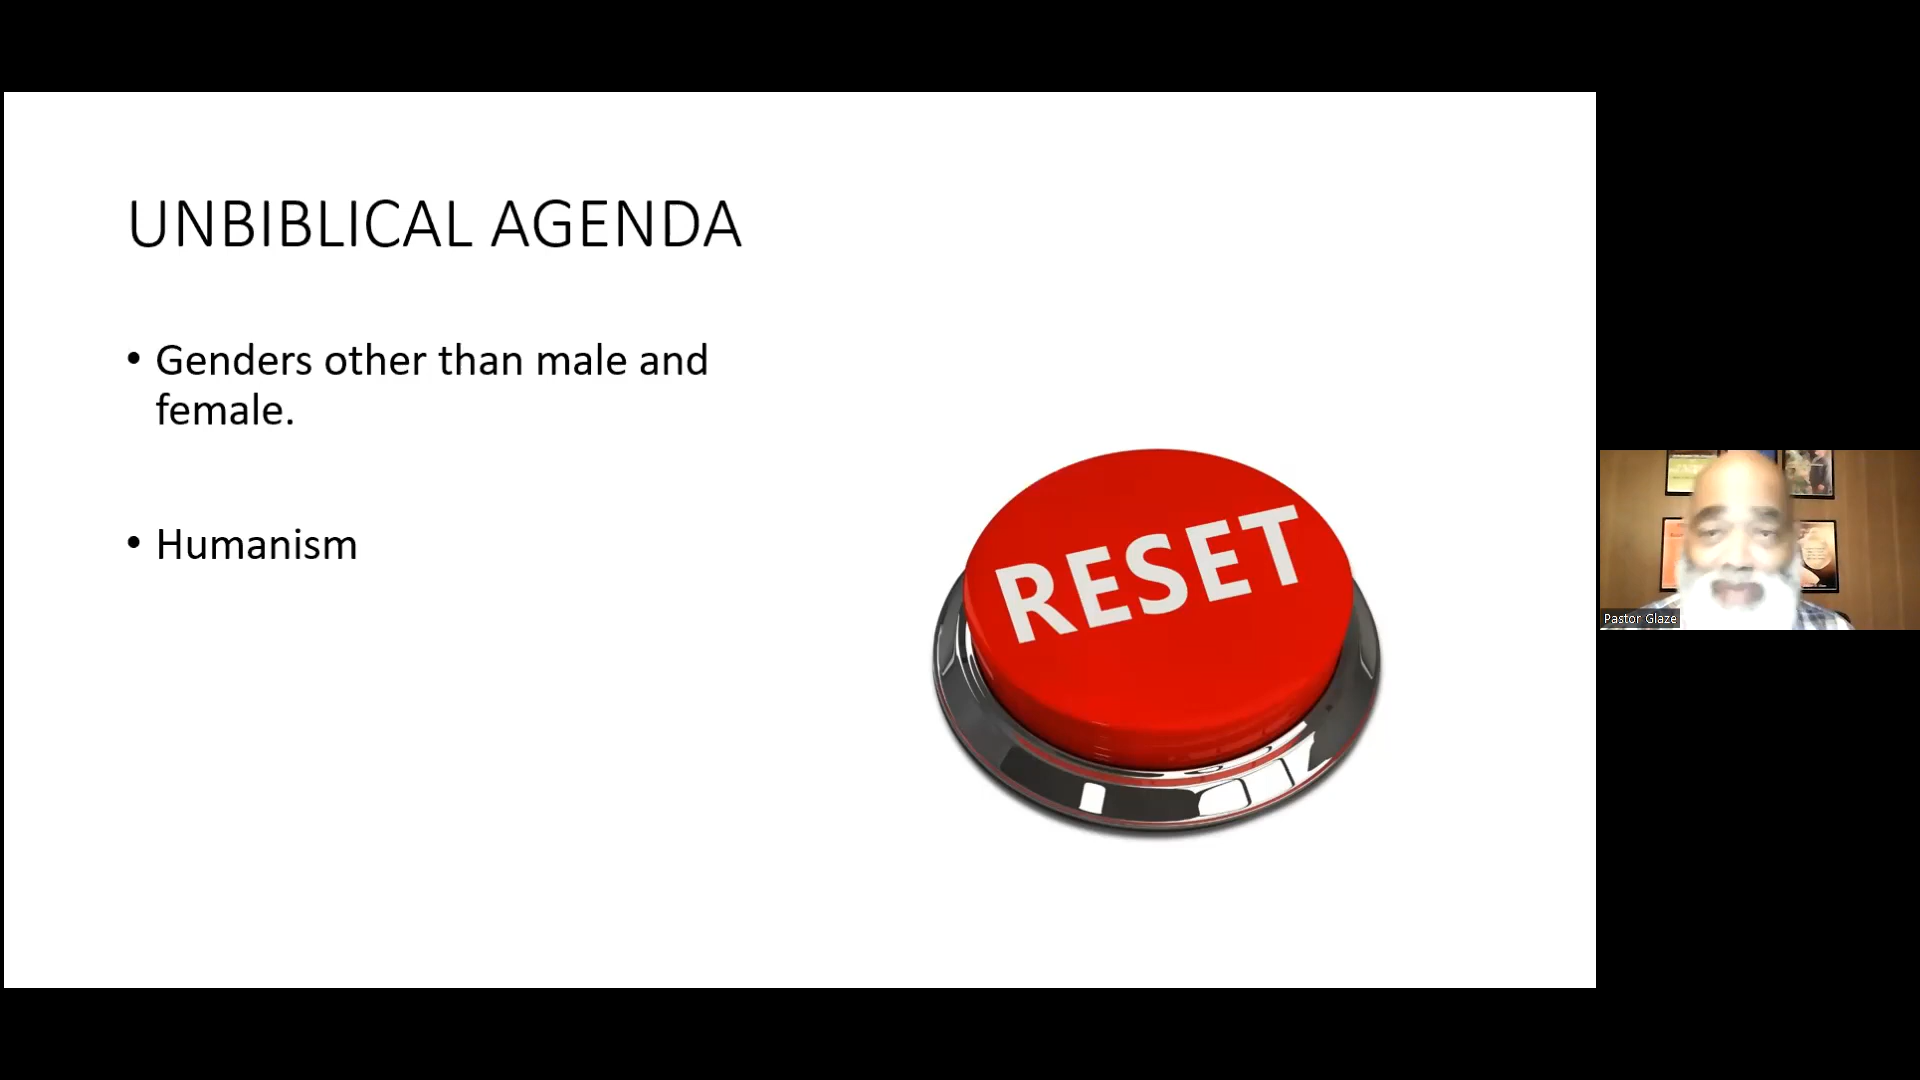 UNBIBLICAL AGENDA
• Genders other than male and
female.
• Humanism
RESET
Pastor Glaze